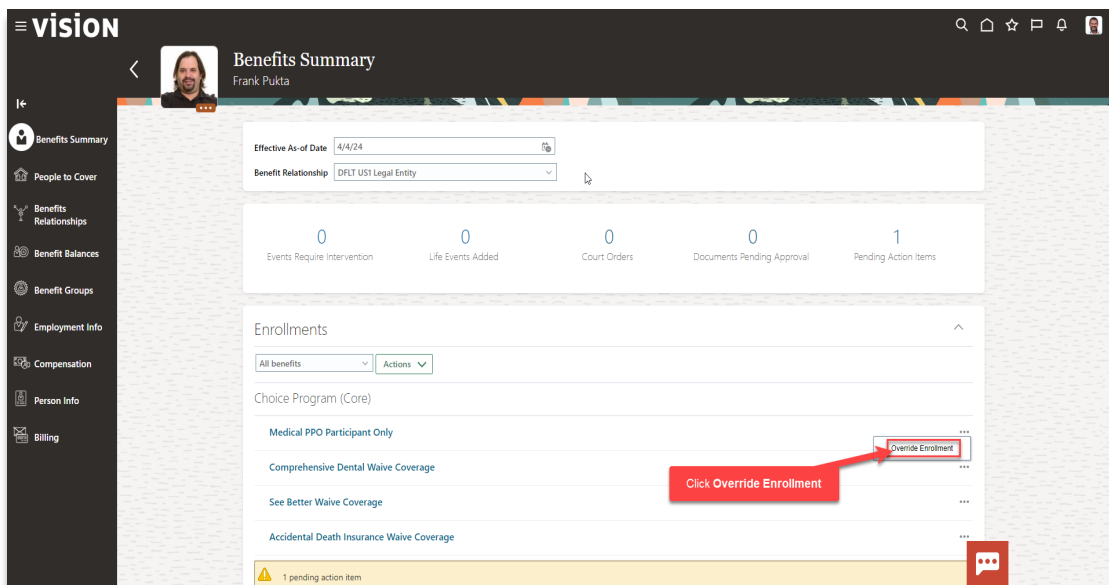 vision
Benefits Summary
Frank Pukta
Benefits Summary
People to Cover
Benefits
Relationships
Benefit Balances
Benefit Groups
Employment Info
Compensation
Person Info
Billing
Effective As-of Date 4/4/24
Benefit Relationship DFLT US1 Legal Entity
0 0 0 0 1
Events Require Intervention Life Events Added Court Orders Documents Pending Approval Pending Action Items
Enrollments
All benefits Actions
Choice Program (Core)
Medical PPO Participant Only
Override Enrollment
Comprehensive Dental Waive Coverage
Click Override Enrollment
See Better Waive Coverage
Accidental Death Insurance Waive Coverage
1 pending action item